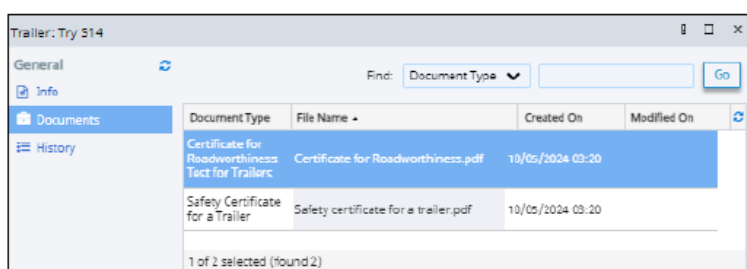 Trailer: Try 514
General
Find: Document Type Go
Info
Documents
Document Type File Name Created On Modified On
History
Certificate for
Roadworthiness Certificate for Roadworthiness.pdf 10/05/2024 03:20
Test for Trailers
Safety Certificate
for a Trailer Safety certificate for a trailer.pdf 10/05/2024 03:20
1 of 2 selected (found 2)